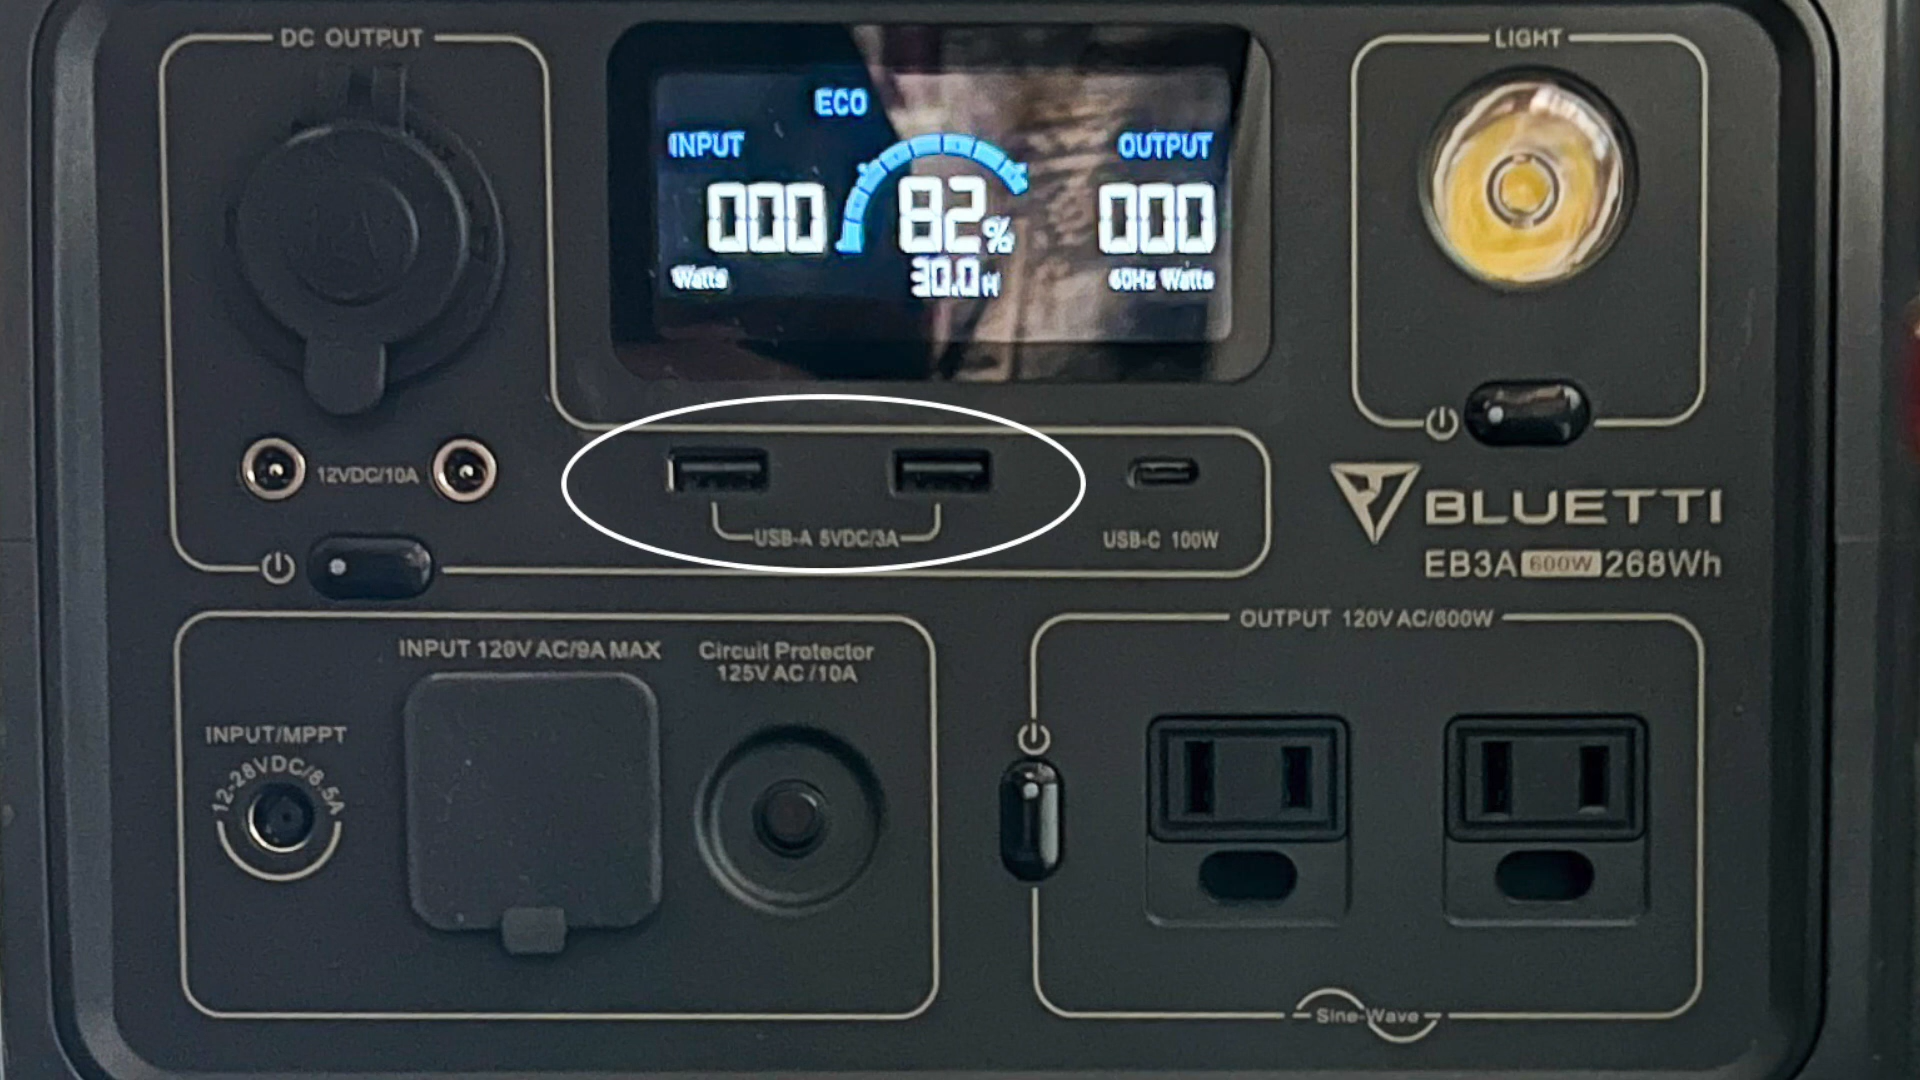 DC OUTPUT
ECO
INPUT
000
Watts
82%
30.0H
OUTPUT
000
60Hz Watts
LIGHT
12VDC/10A
USB-A 5VDC/3A
USB-C 100W
BLUETTI
EB3A 600W 268Wh
INPUT 120V AC/9A MAX
Circuit Protector
125V AC /10A
INPUT/MPPT
12-28VDC/8.5A
OUTPUT 120V AC/600W
Sine-Wave